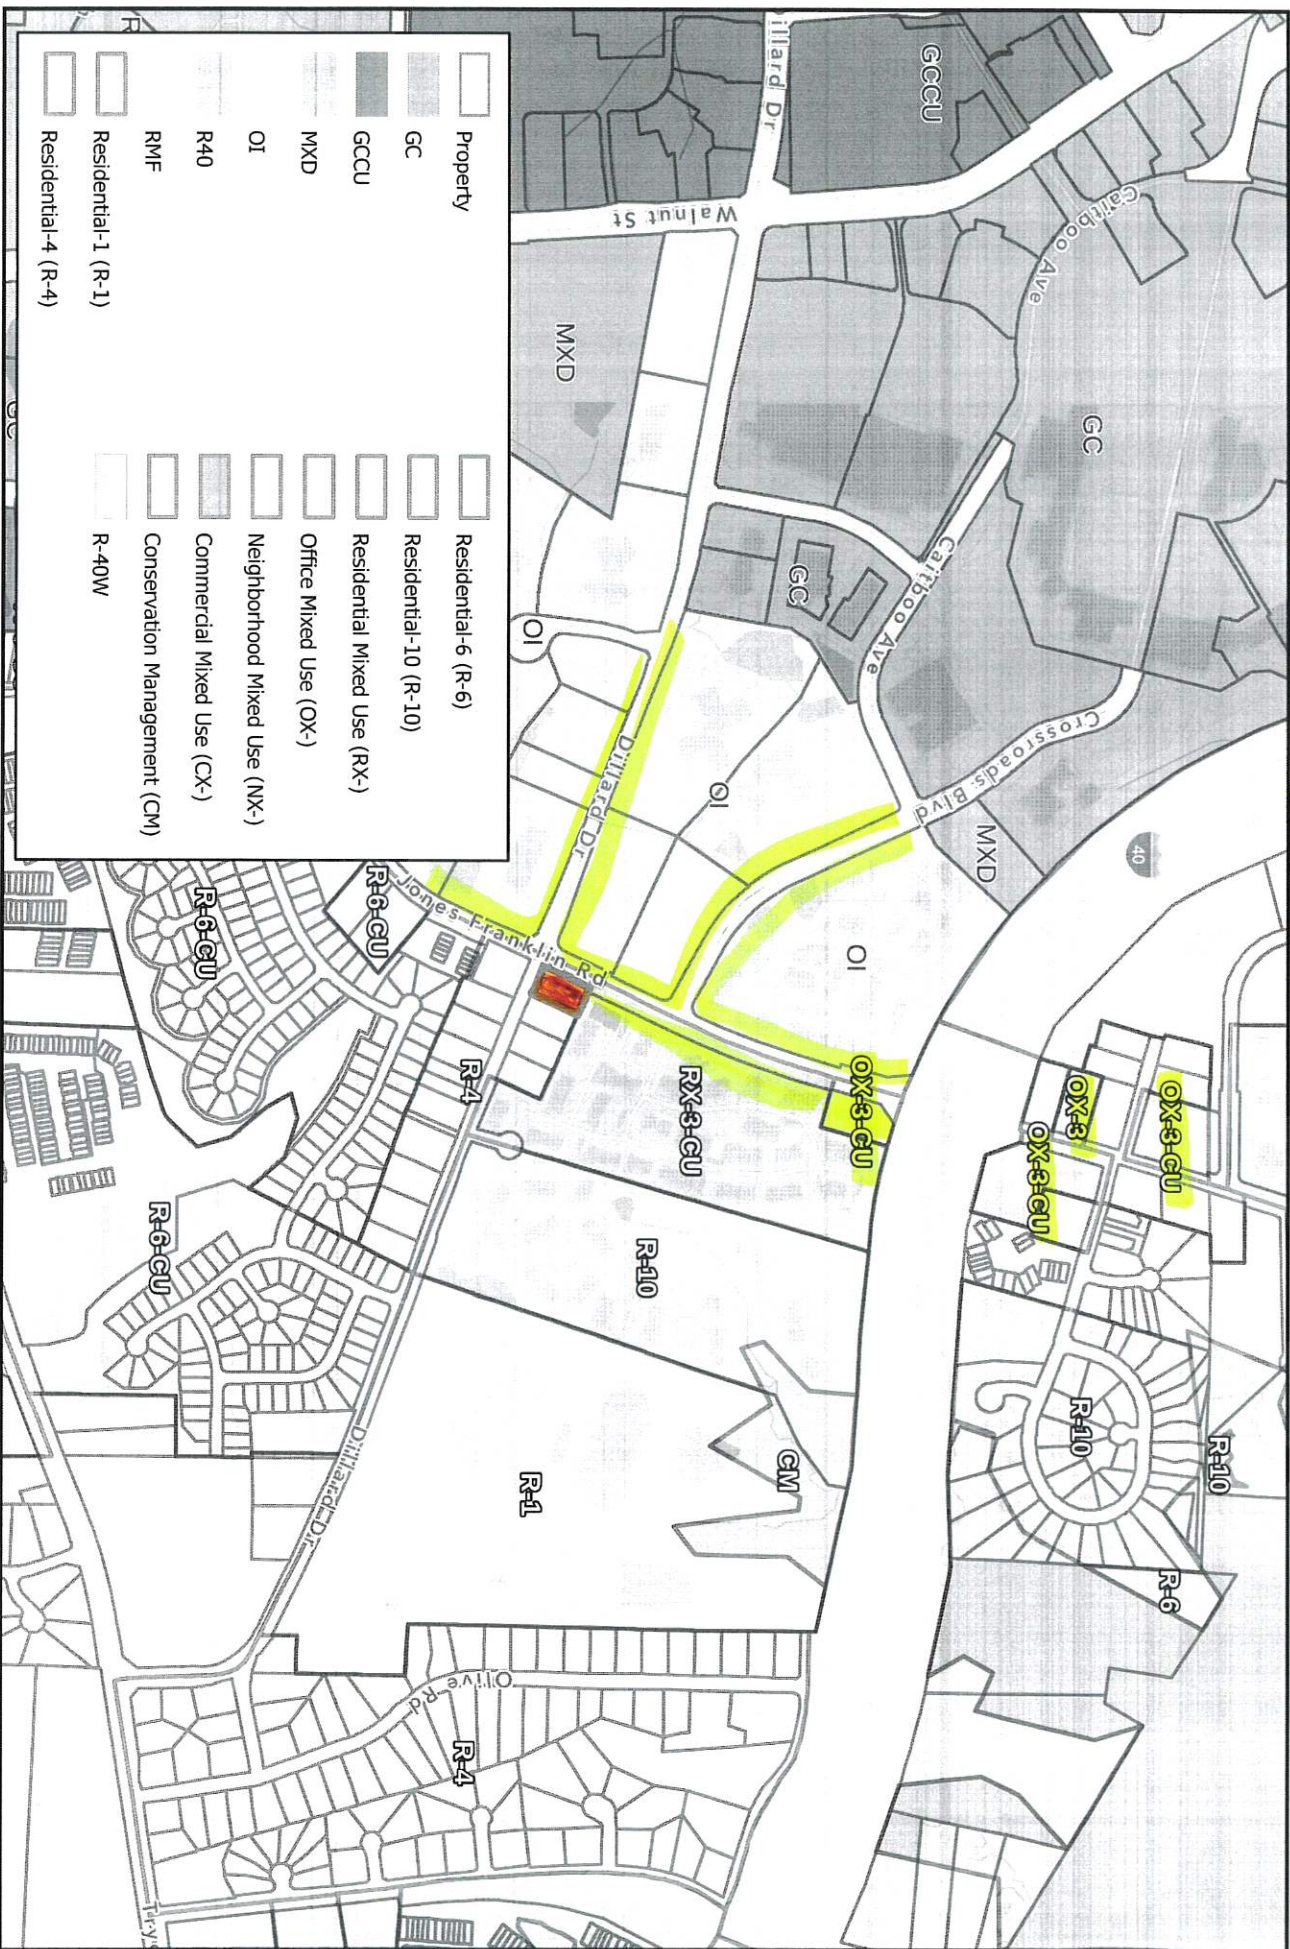 GCCU
Dr
Walnut St
Caitboo Ave
MXD
GC
Caitboo Ave
GC
Crossroads Blvd
MXD
40
OI
OI
OI
Dillard Dr
Jones Franklin Rd
OX-3-CU
OX-3
OX-3-CU
OX-3-CU
RX-3-CU
R-4
R-6-CU
R-6-CU
R-6-CU
R-10
R-10
R-10
R-6
CM
R-1
Dillard Dr
Olive Rd
R-4
Property
GC
GCCU
MXD
OI
R40
RMF
Residential-1 (R-1)
Residential-4 (R-4)
Residential-6 (R-6)
Residential-10 (R-10)
Residential Mixed Use (RX-)
Office Mixed Use (OX-)
Neighborhood Mixed Use (NX-)
Commercial Mixed Use (CX-)
Conservation Management (CM)
R-40W